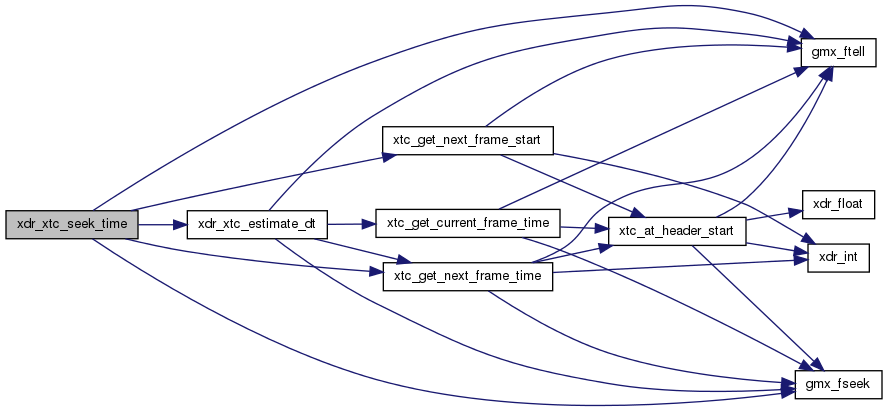 gmx_ftell
xtc_get_next_frame_start
xdr_float
xdr_xtc_seek_time
xdr_xtc_estimate_dt
xtc_get_current_frame_time
xtc_at_header_start
xdr_int
xtc_get_next_frame_time
gmx_fseek